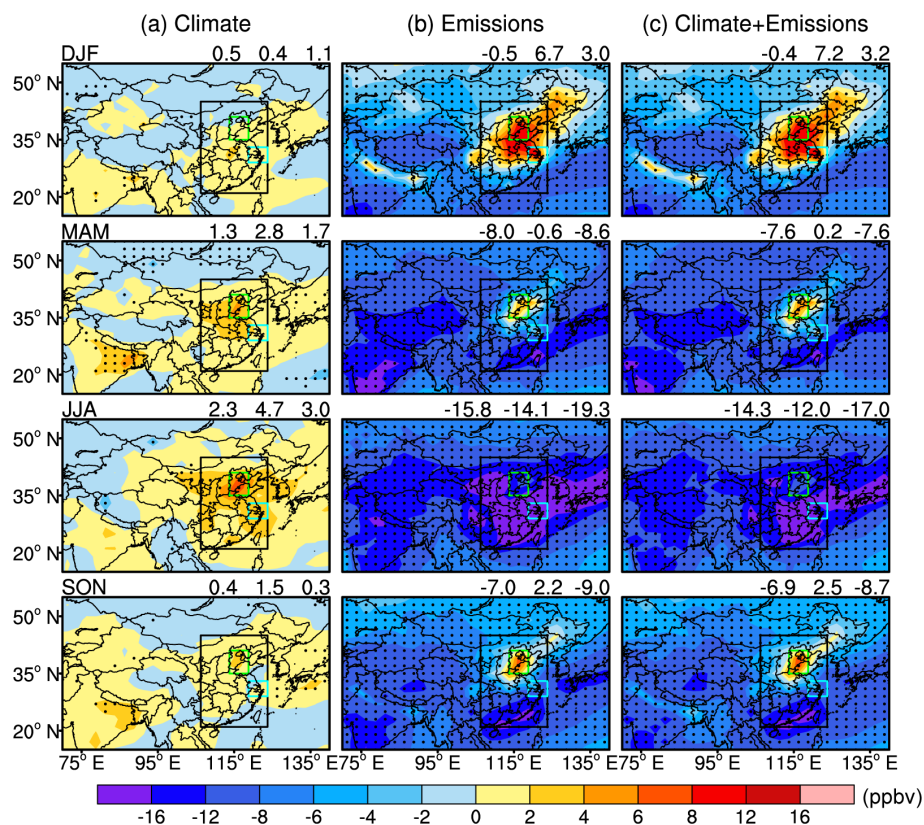 (a) Climate (b) Emissions (c) Climate+Emissions
DJF 0.5 0.4 1.1 -0.5 6.7 3.0 -0.4 7.2 3.2
50° N
35° N
20° N
MAM 1.3 2.8 1.7 -8.0 -0.6 -8.6 -7.6 0.2 -7.6
50° N
35° N
20° N
JJA 2.3 4.7 3.0 -15.8 -14.1 -19.3 -14.3 -12.0 -17.0
50° N
35° N
20° N
SON 0.4 1.5 0.3 -7.0 2.2 -9.0 -6.9 2.5 -8.7
50° N
35° N
20° N
75° E 95° E 115° E 135° E 75° E 95° E 115° E 135° E 75° E 95° E 115° E 135° E
-16 -12 -8 -6 -4 -2 0 2 4 6 8 12 16 (ppbv)